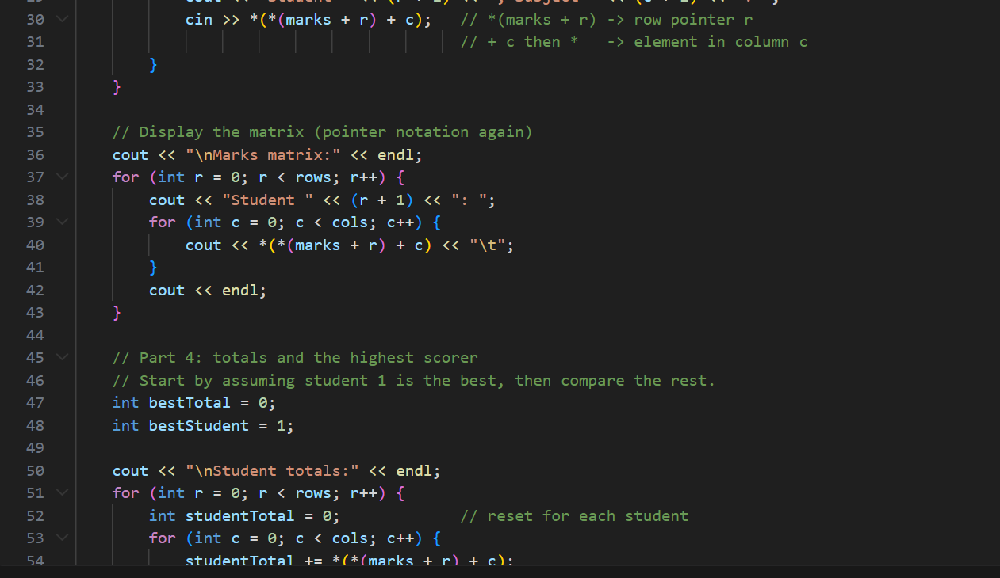 30 cin >> *(*(marks + r) + c); // *(marks + r) -> row pointer r
31 // + c then * -> element in column c
32 }
33 }
34
35 // Display the matrix (pointer notation again)
36 cout << "\nMarks matrix:" << endl;
37 for (int r = 0; r < rows; r++) {
38 cout << "Student " << (r + 1) << ": ";
39 for (int c = 0; c < cols; c++) {
40 cout << *(*(marks + r) + c) << "\t";
41 }
42 cout << endl;
43 }
44
45 // Part 4: totals and the highest scorer
46 // Start by assuming student 1 is the best, then compare the rest.
47 int bestTotal = 0;
48 int bestStudent = 1;
49
50 cout << "\nStudent totals:" << endl;
51 for (int r = 0; r < rows; r++) {
52 int studentTotal = 0; // reset for each student
53 for (int c = 0; c < cols; c++) {
54 studentTotal += *(*(marks + r) + c);